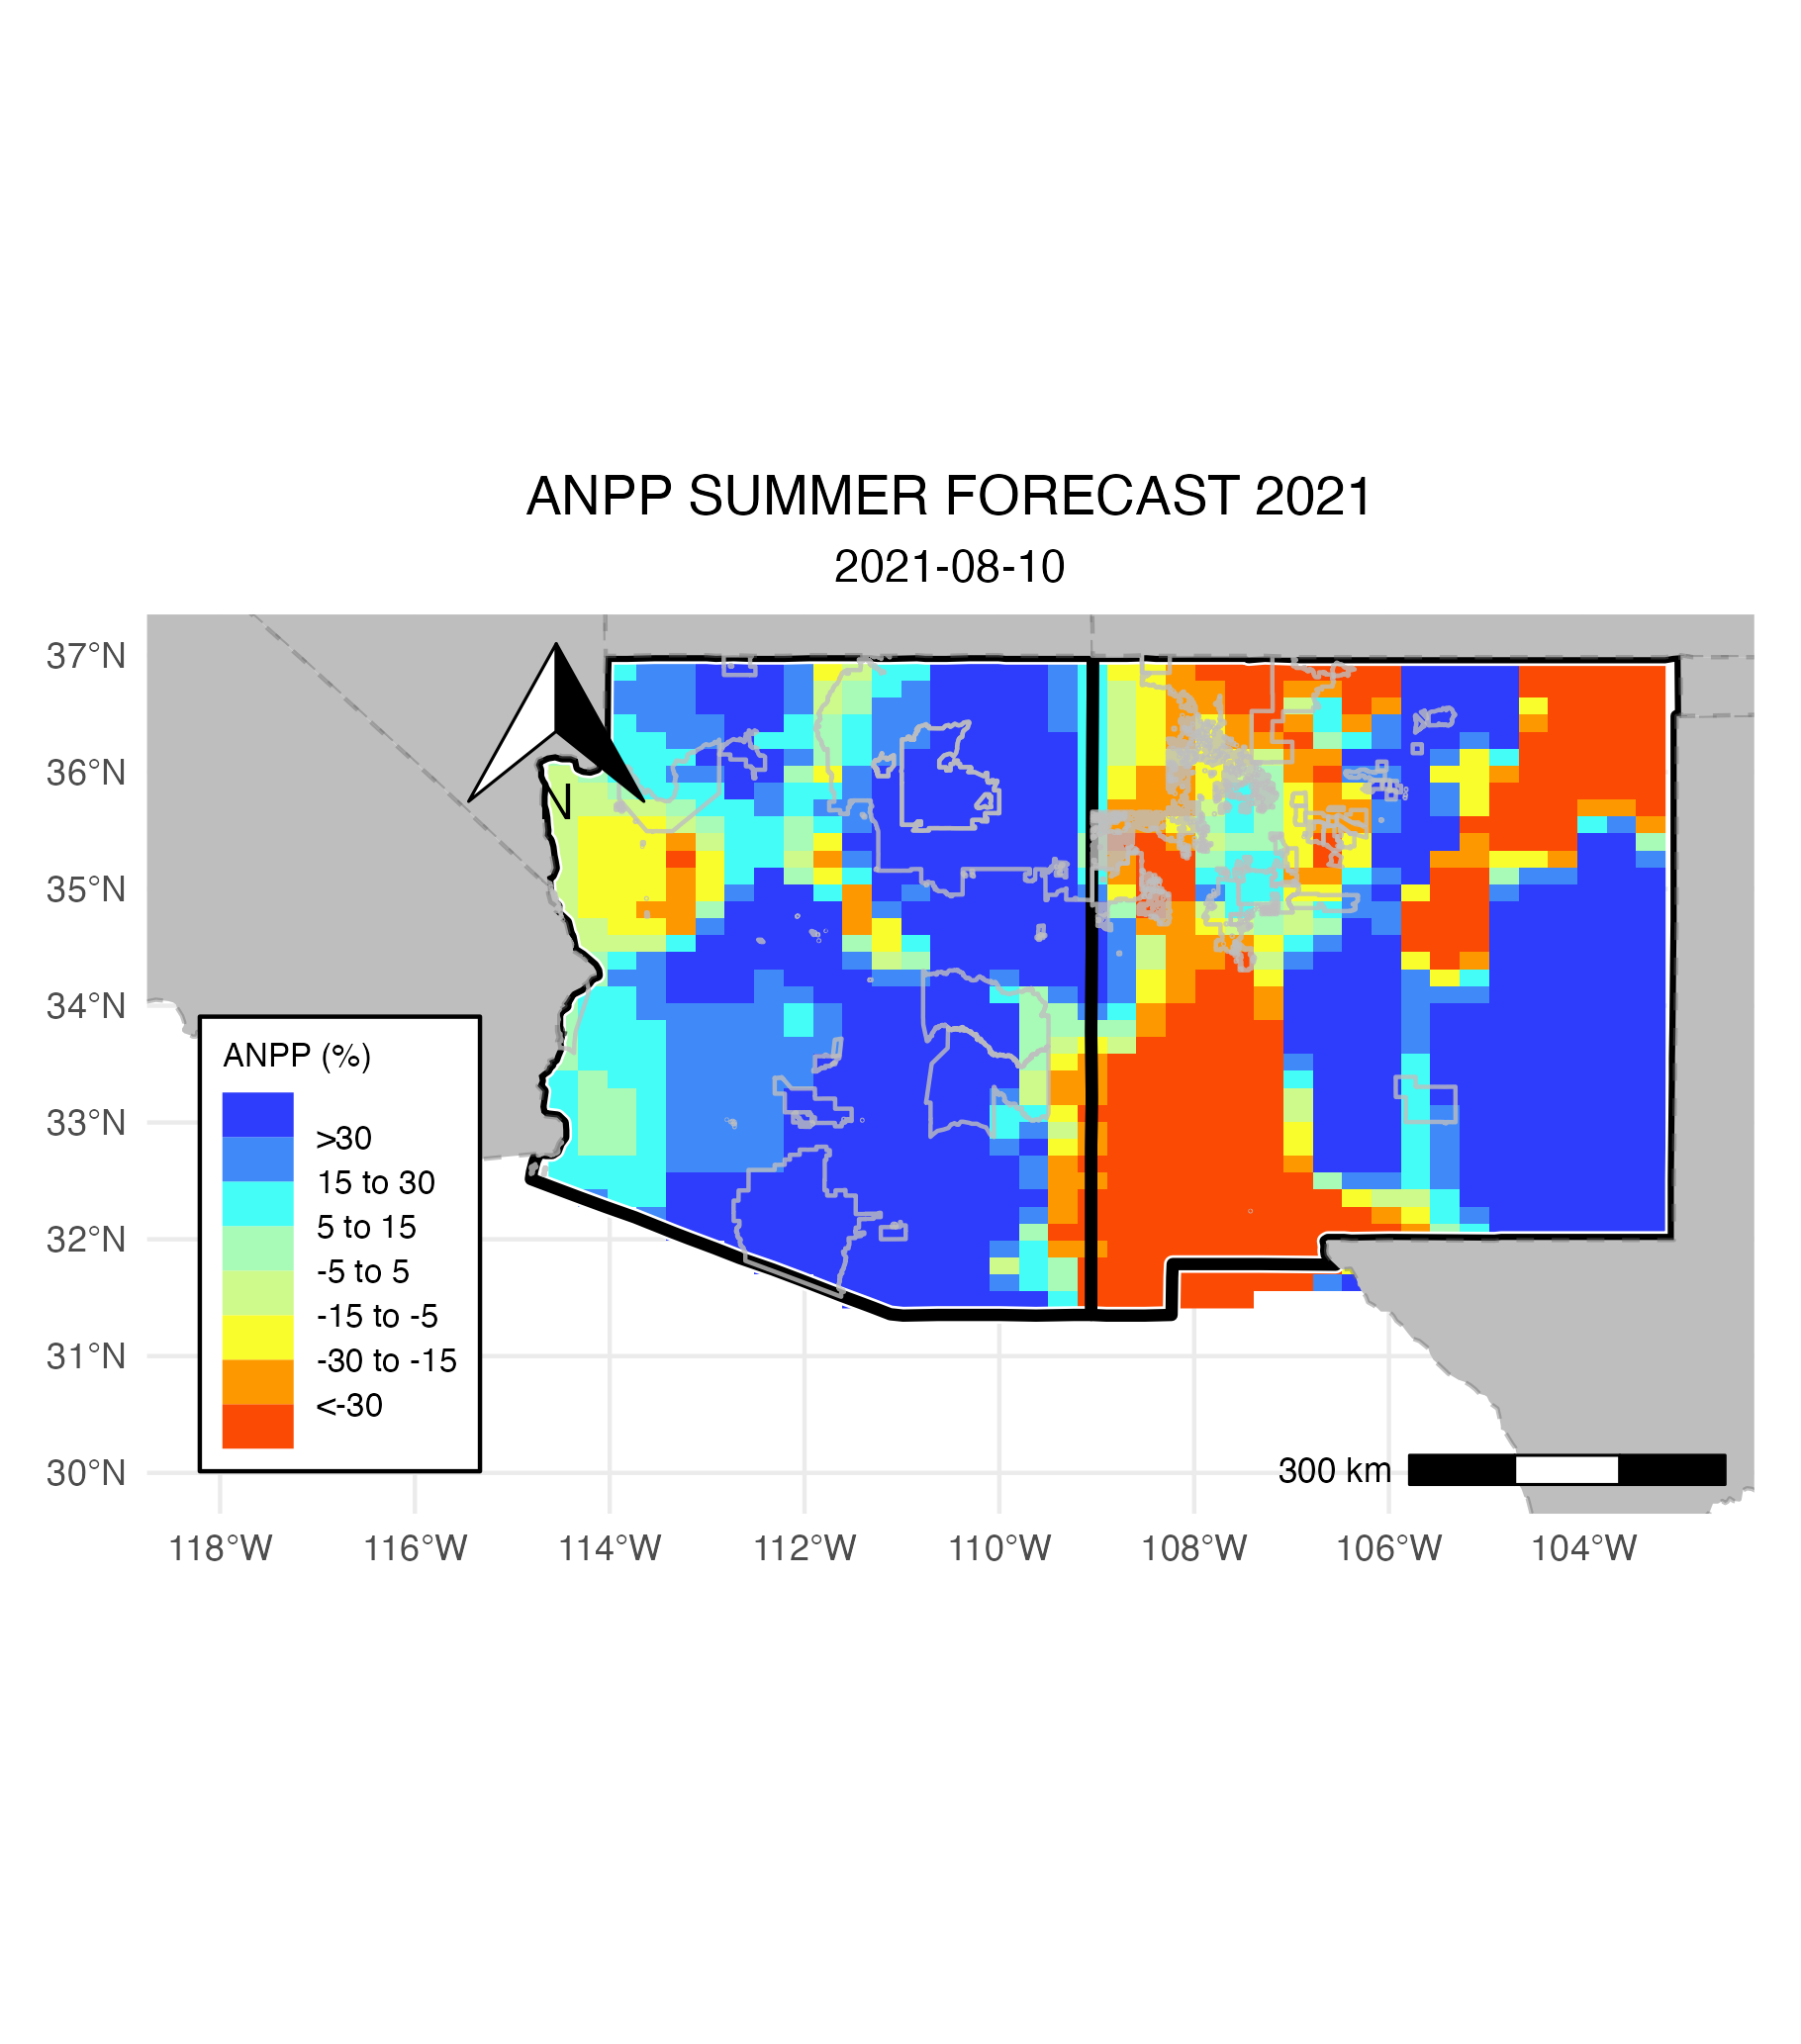 ANPP SUMMER FORECAST 2021
2021-08-10
37°N
36°N
35°N
34°N
33°N
32°N
31°N
30°N
N
ANPP (%)
>30
15 to 30
5 to 15
-5 to 5
-15 to -5
-30 to -15
<-30
300 km
118°W 116°W 114°W 112°W 110°W 108°W 106°W 104°W